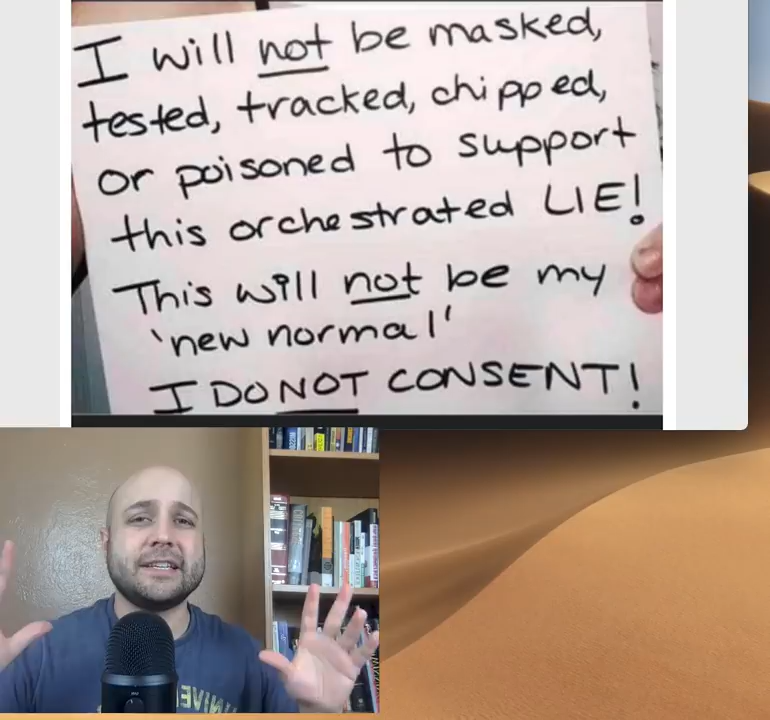 I will not be masked,
tested, tracked, chipped,
or poisoned to support
this orchestrated LIE!
This will not be my
'new normal'
I DO NOT CONSENT!